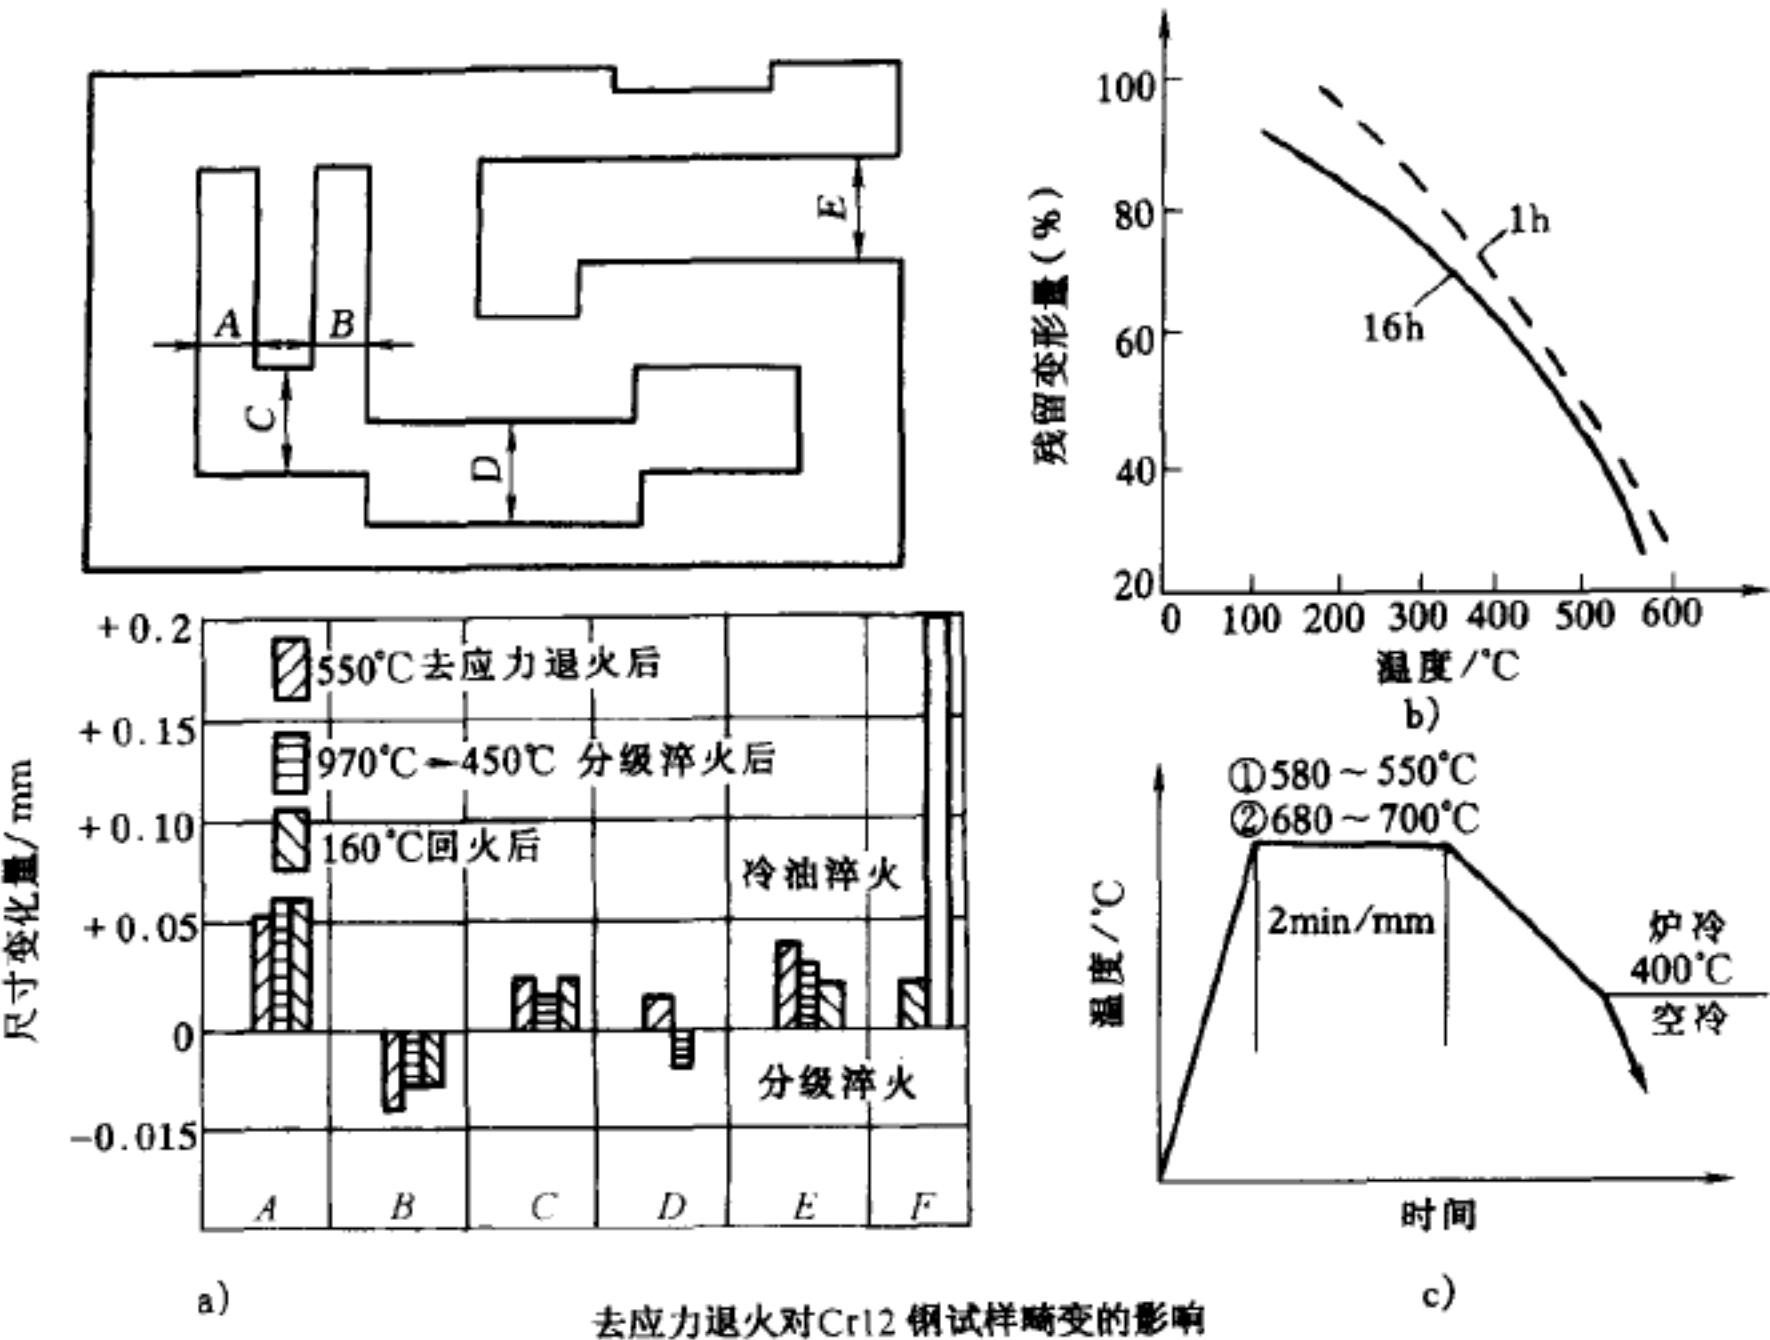 A
B
C
D
E
+0.2
+0.15
+0.10
+0.05
0
-0.015
尺寸变化量/mm
550℃去应力退火后
970℃ 450℃ 分级淬火后
160℃回火后
冷油淬火
分级淬火
A B C D E F
a)
100
80
60
40
20
残留变形量(%)
1h
16h
0 100 200 300 400 500 600
温度/℃
b)
①580～550℃
②680～700℃
2min/mm
温度/℃
炉冷
400℃
空冷
时间
c)
去应力退火对Cr12钢试样畸变的影响